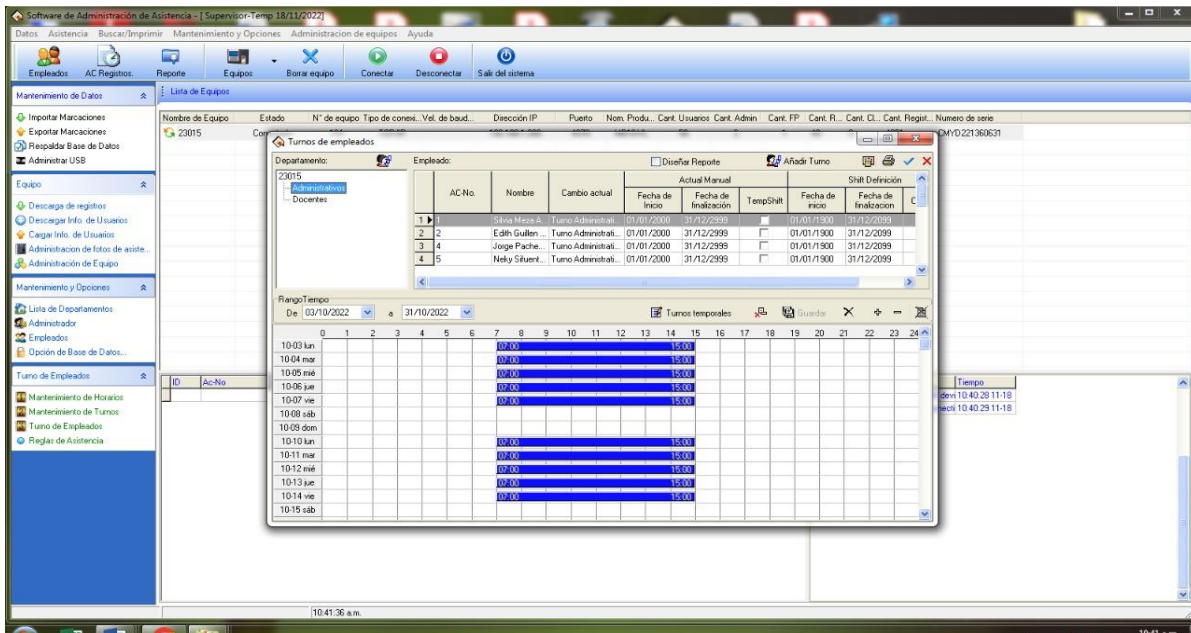 Software de Administración de Asistencia - [ Supervisor-Temp 18/11/2022]
Datos Asistencia Buscar/Imprimir Mantenimiento y Opciones Administracion de equipos Ayuda
Empleados AC Registros. Reporte Equipos Borrar equipo Conectar Desconectar Salir del sistema
Mantenimiento de Datos
Importar Marcaciones
Exportar Marcaciones
Respaldar Base de Datos
Administrar USB
Equipo
Descarga de registros
Descargar Info. de Usuarios
Cargar Info. de Usuarios
Administracion de fotos de asiste...
Administración de Equipo
Mantenimiento y Opciones
Lista de Departamentos
Administrador
Empleados
Opción de Base de Datos...
Turno de Empleados
Mantenimiento de Horarios
Mantenimiento de Turnos
Turno de Empleados
Reglas de Asistencia
Lista de Equipos
Nombre de Equipo Estado N° de equipo Tipo de conexi... Vel. de baud... Dirección IP Puerto Nom. Produ... Cant. Usuarios Cant. Admin Cant. FP Cant. R... Cant. Cl... Cant. Regist... Numero de serie
23015
Turnos de empleados
Departamento: Empleado: Diseñar Reporte Añadir Turno
23015
Administrativos
Docentes
Actual Manual Shift Definición
AC-No. Nombre Cambio actual Fecha de Inicio Fecha de finalización TempShift Fecha de inicio Fecha de finalizacion C
1 1 Silvia Meza A... Turno Administrati... 01/01/2000 31/12/2999 01/01/1900 31/12/2099
2 2 Edith Guillen ... Turno Administrati... 01/01/2000 31/12/2999 01/01/1900 31/12/2099
3 4 Jorge Pache... Turno Administrati... 01/01/2000 31/12/2999 01/01/1900 31/12/2099
4 5 Neky Sifuent... Turno Administrati... 01/01/2000 31/12/2999 01/01/1900 31/12/2099
RangoTiempo
De 03/10/2022 a 31/10/2022 Turnos temporales Guardar
0 1 2 3 4 5 6 7 8 9 10 11 12 13 14 15 16 17 18 19 20 21 22 23 24
10-03 lun 07:00 15:00
10-04 mar 07:00 15:00
10-05 mié 07:00 15:00
10-06 jue 07:00 15:00
10-07 vie 07:00 15:00
10-08 sáb
10-09 dom
10-10 lun 07:00 15:00
10-11 mar 07:00 15:00
10-12 mié 07:00 15:00
10-13 jue 07:00 15:00
10-14 vie 07:00 15:00
10-15 sáb
ID Ac-No
Tiempo
devi 10:40:28 11-18
necti 10:40:29 11-18
10:41:36 a.m.